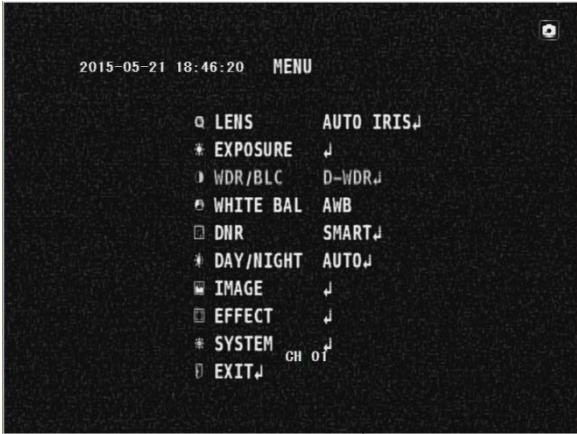 2015-05-21 18:46:20 MENU
LENS AUTO IRIS↲
EXPOSURE ↲
WDR/BLC D-WDR↲
WHITE BAL AWB
DNR SMART↲
DAY/NIGHT AUTO↲
IMAGE ↲
EFFECT ↲
SYSTEM ↲
CH 01
EXIT↲